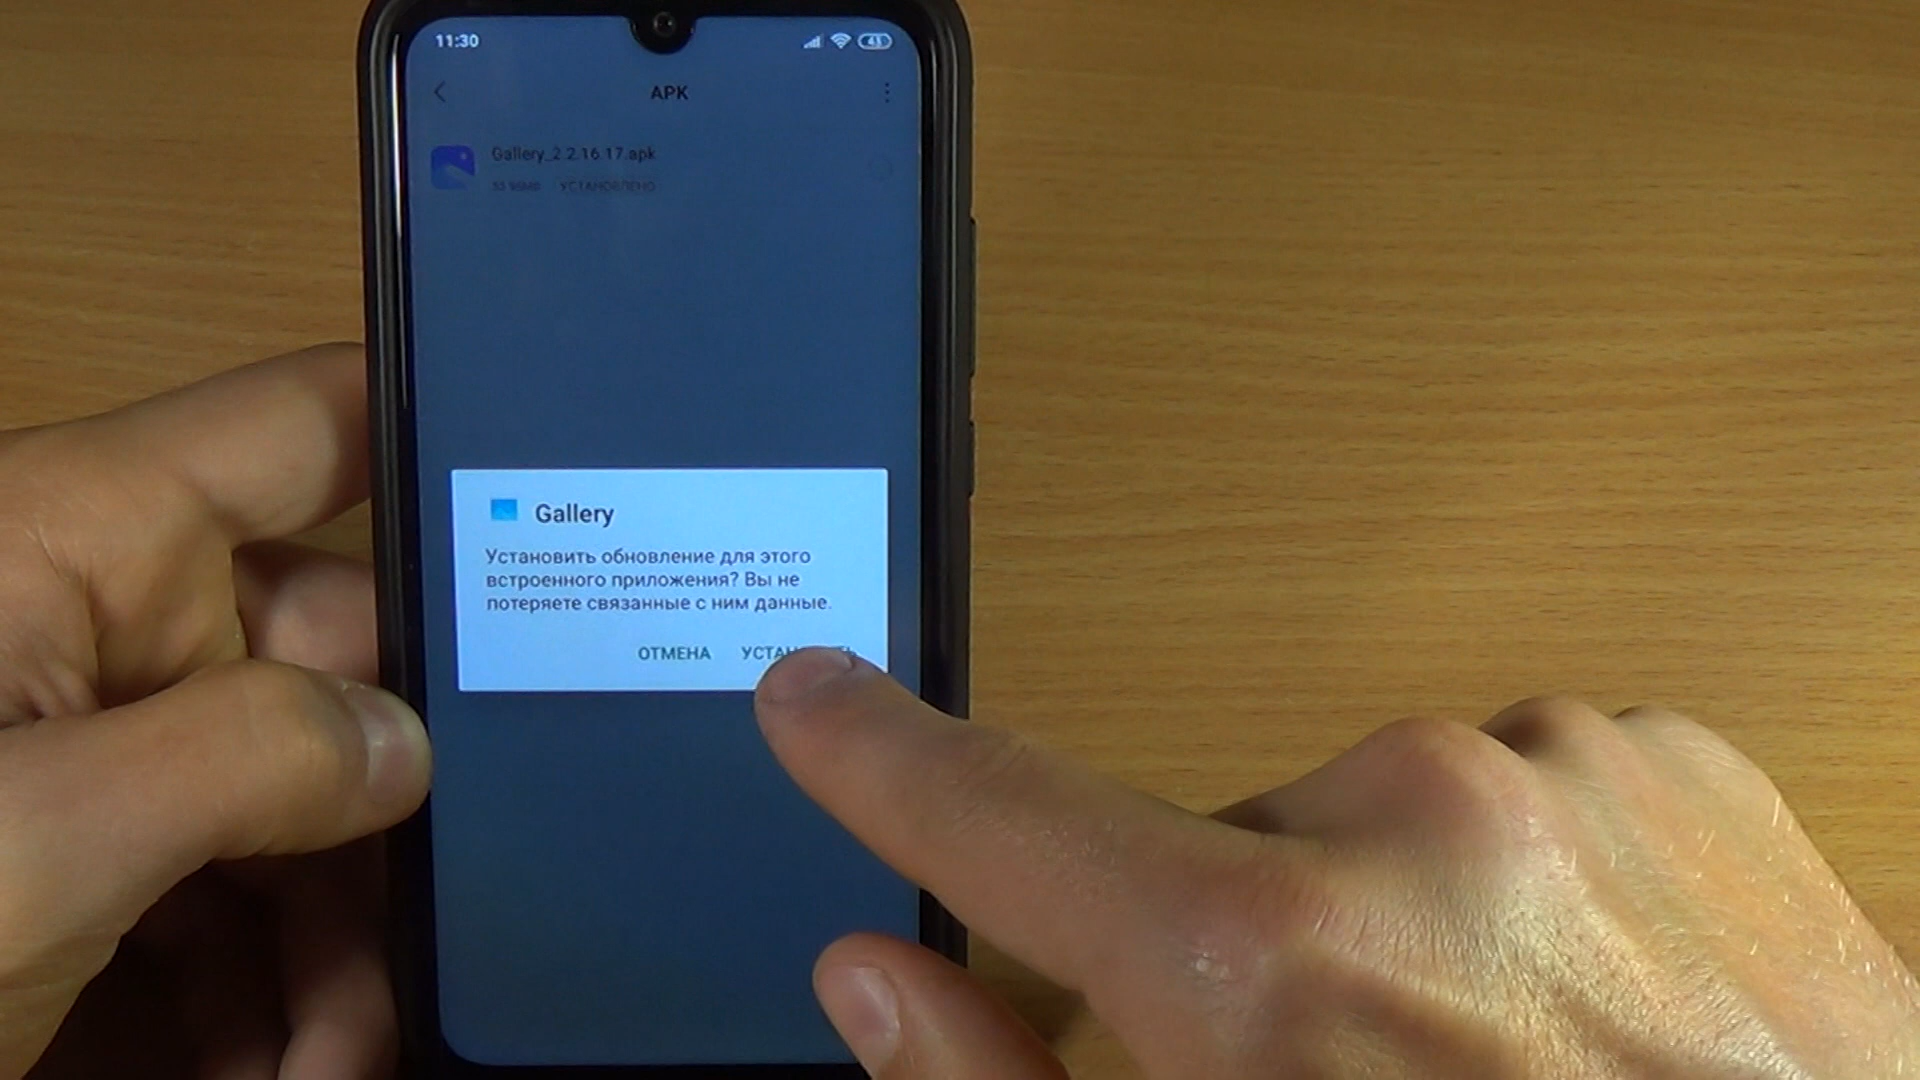 11:30
APK
Gallery_2.2.16.17.apk
УСТАНОВЛЕНО
Gallery
Установить обновление для этого
встроенного приложения? Вы не
потеряете связанные с ним данные.
ОТМЕНА